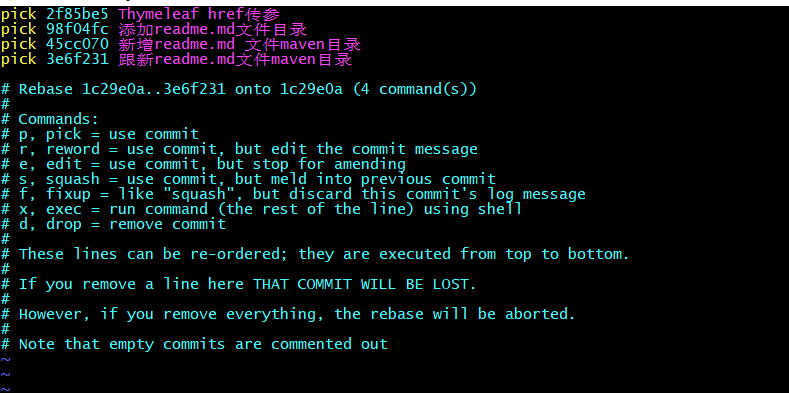 pick 2f85be5 Thymeleaf href传参
pick 98f04fc 添加readme.md文件目录
pick 45cc070 新增readme.md 文件maven目录
pick 3e6f231 跟新readme.md文件maven目录
# Rebase 1c29e0a..3e6f231 onto 1c29e0a (4 command(s))
#
# Commands:
# p, pick = use commit
# r, reword = use commit, but edit the commit message
# e, edit = use commit, but stop for amending
# s, squash = use commit, but meld into previous commit
# f, fixup = like "squash", but discard this commit's log message
# x, exec = run command (the rest of the line) using shell
# d, drop = remove commit
#
# These lines can be re-ordered; they are executed from top to bottom.
#
# If you remove a line here THAT COMMIT WILL BE LOST.
#
# However, if you remove everything, the rebase will be aborted.
#
# Note that empty commits are commented out
~
~
~